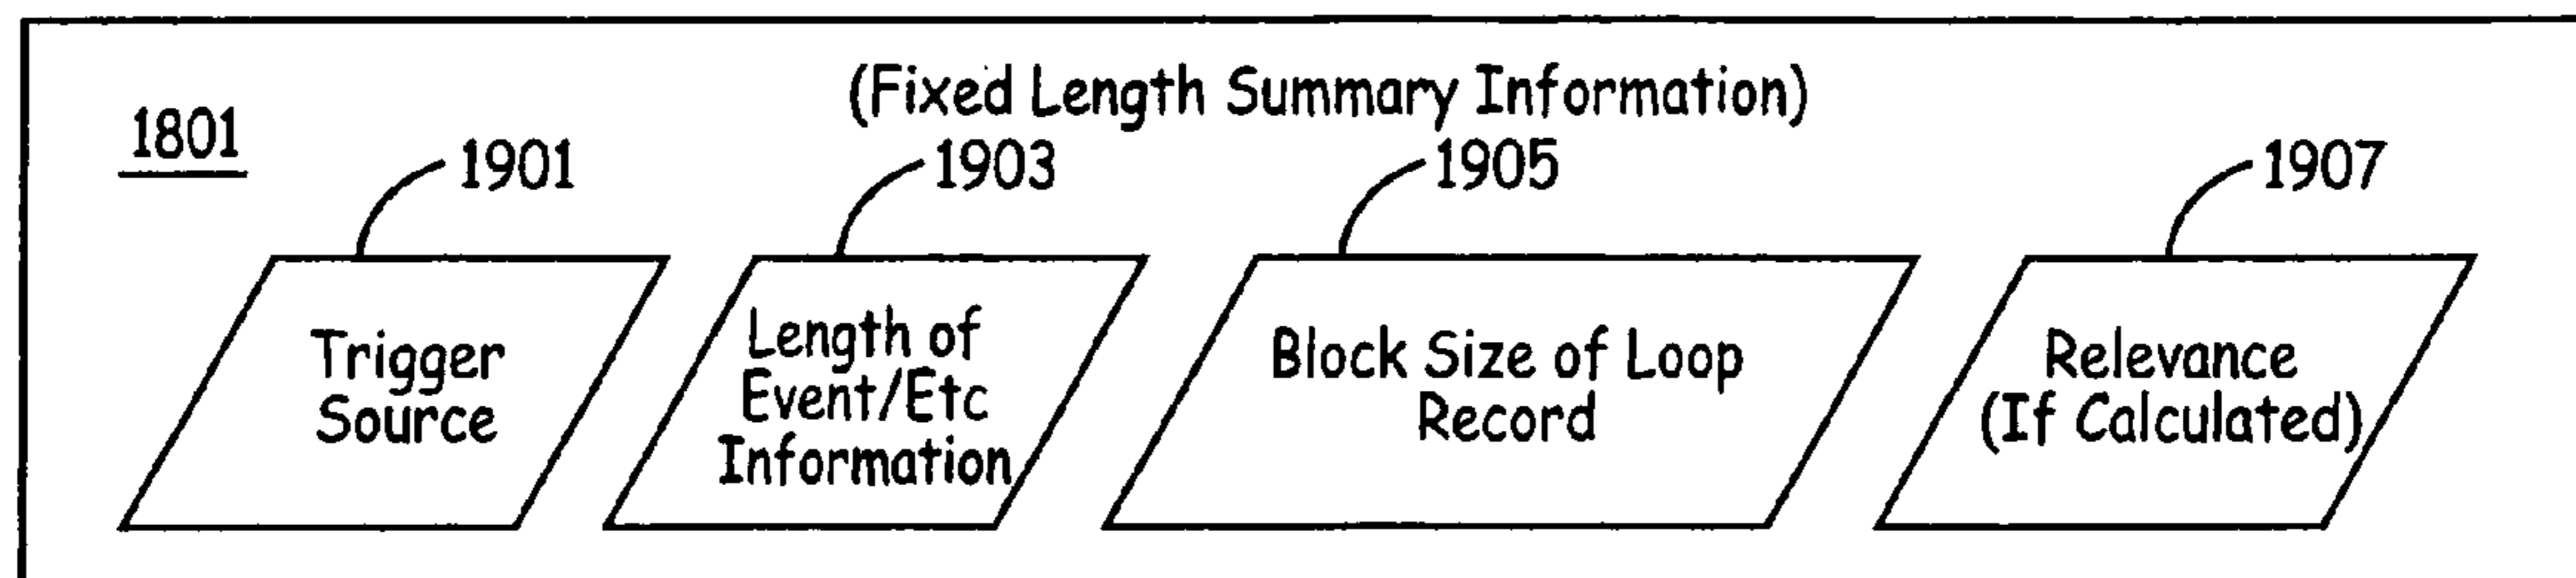 (Fixed Length Summary Information)
1801
1901
1903
1905
1907
Trigger
Source
Length of
Event/Etc
Information
Block Size of Loop
Record
Relevance
(If Calculated)